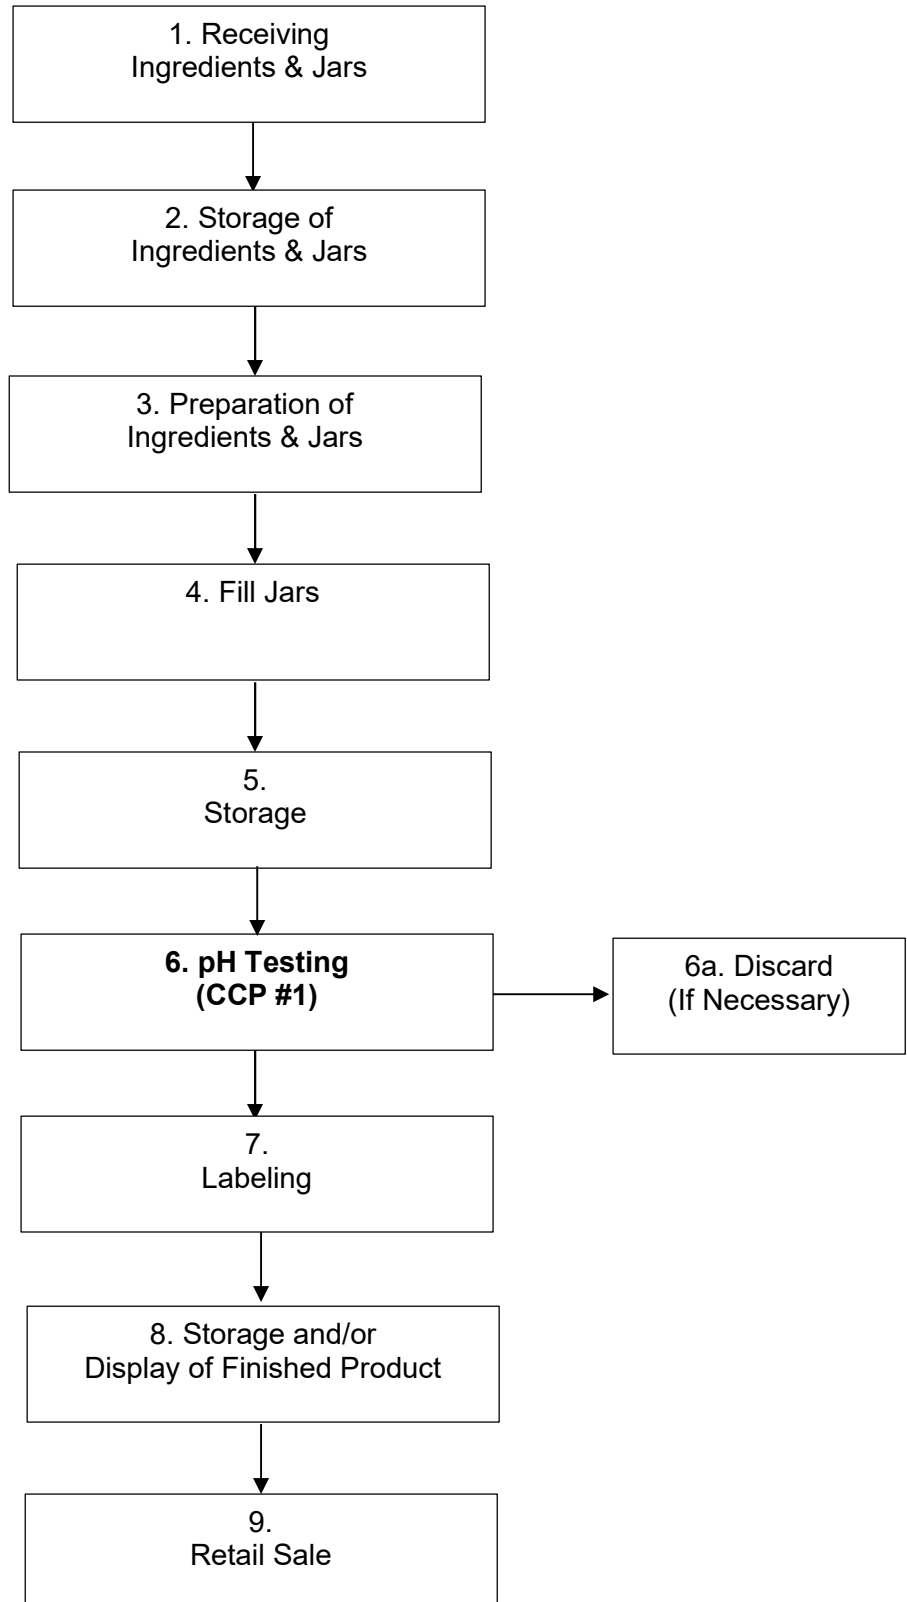 1. Receiving
Ingredients & Jars
2. Storage of
Ingredients & Jars
3. Preparation of
Ingredients & Jars
4. Fill Jars
5.
Storage
6. pH Testing
(CCP #1)
6a. Discard
(If Necessary)
7.
Labeling
8. Storage and/or
Display of Finished Product
9.
Retail Sale